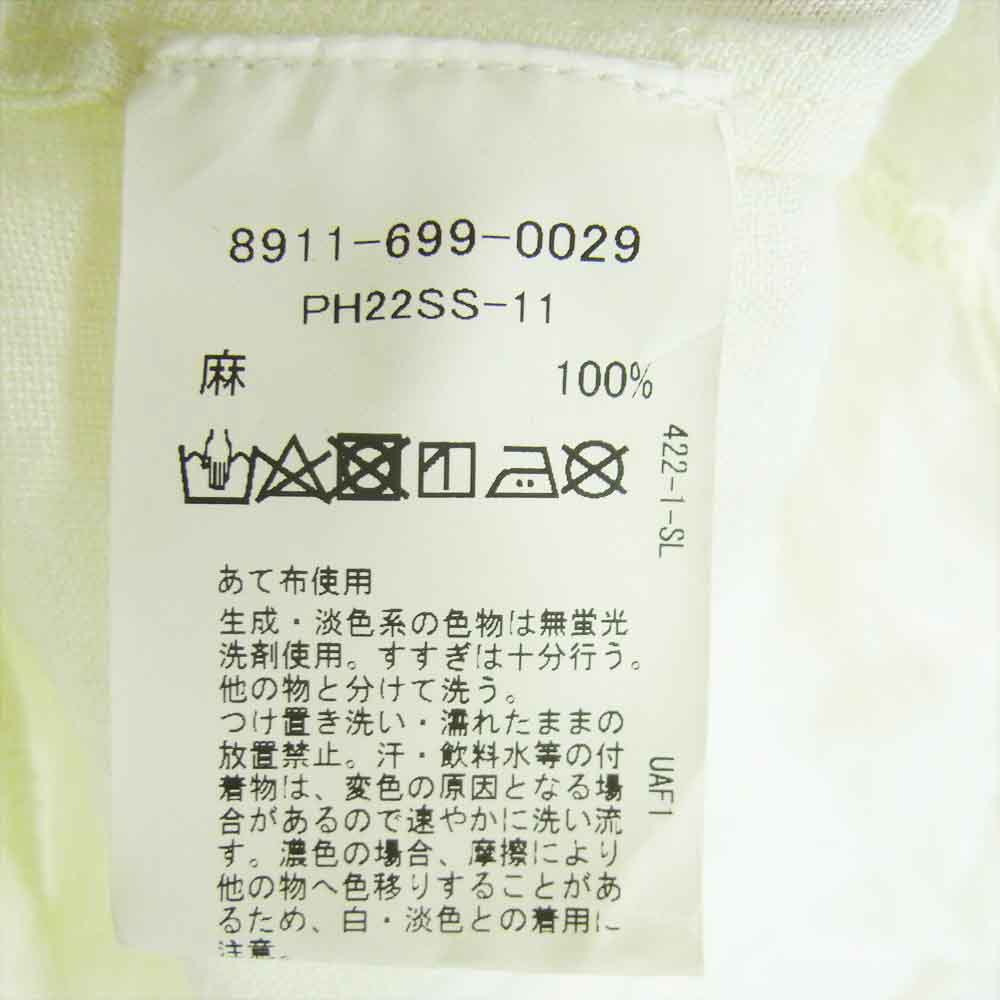 8911-699-0029
PH22SS-11
麻 100%
422-1-SL
あて布使用
生成・淡色系の色物は無蛍光
洗剤使用。すすぎは十分行う。
他の物と分けて洗う。
つけ置き洗い・濡れたままの
放置禁止。汗・飲料水等の付
着物は、変色の原因となる場
合があるので速やかに洗い流
す。濃色の場合、摩擦により
他の物へ色移りすることがあ
るため、白・淡色との着用に
注意。
UAF1